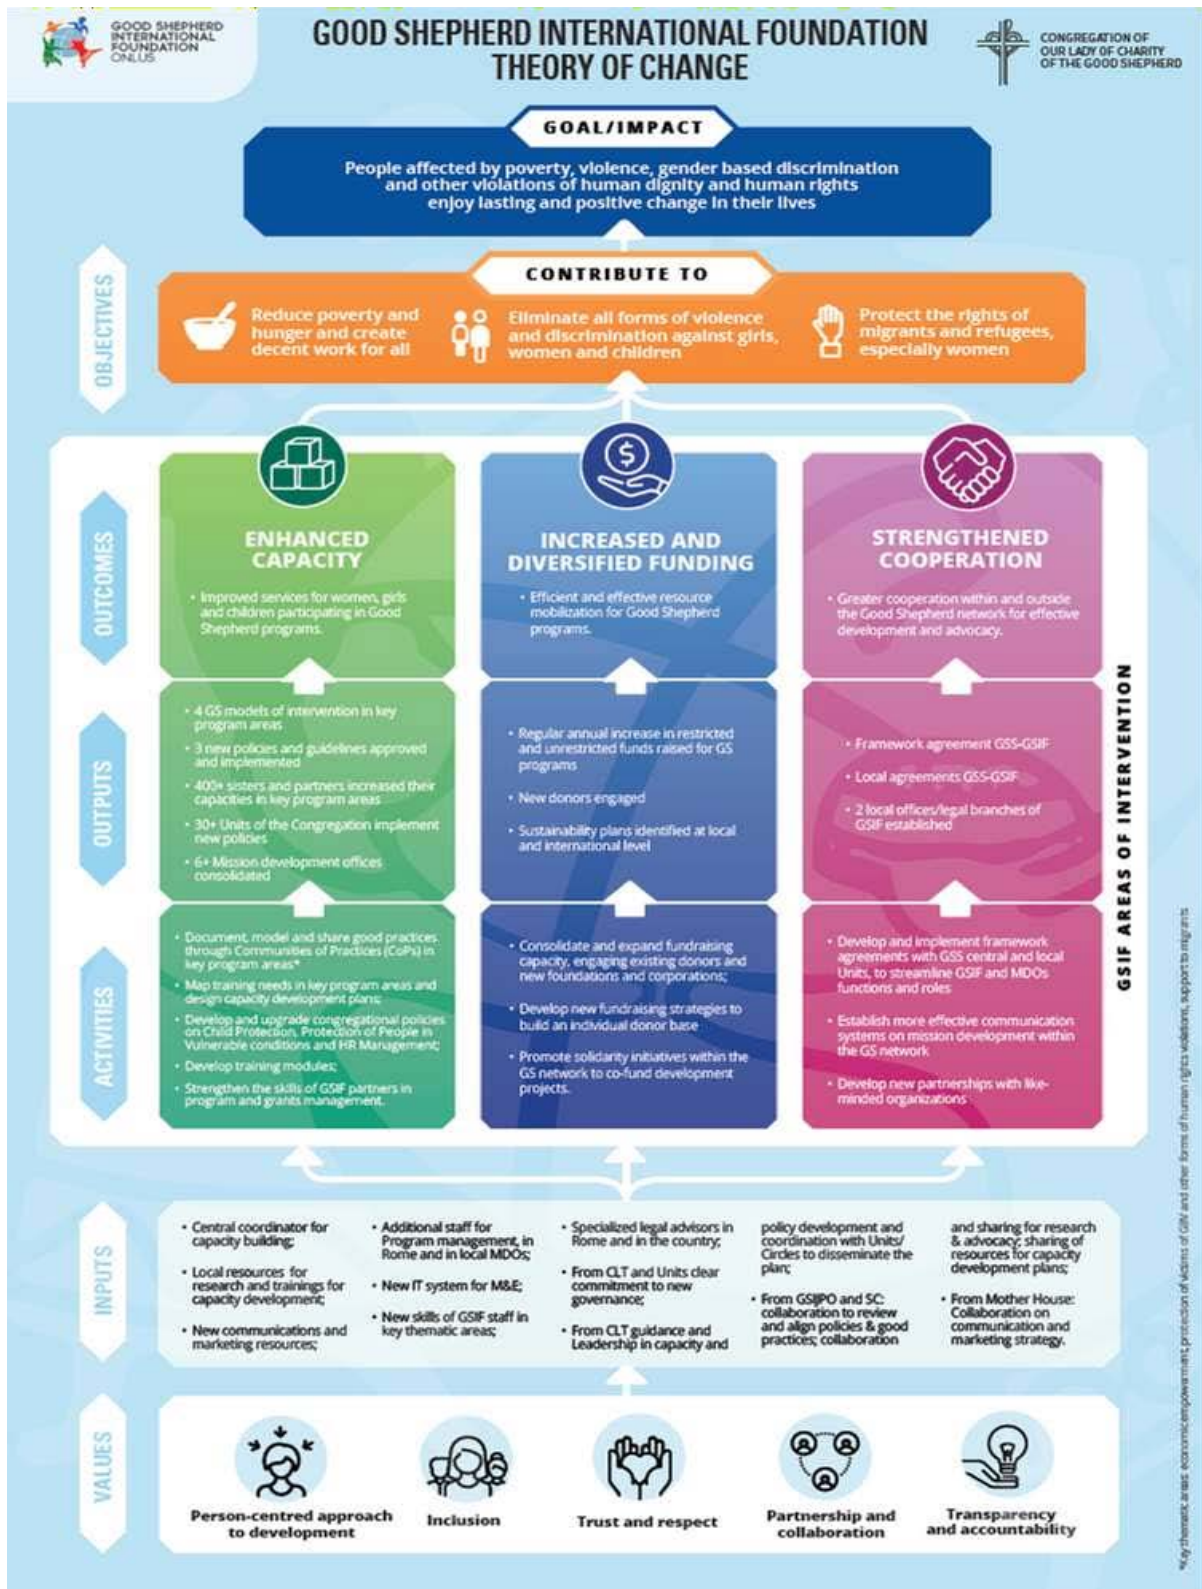 GOOD SHEPHERD
INTERNATIONAL
FOUNDATION
ONLUS
GOOD SHEPHERD INTERNATIONAL FOUNDATION
THEORY OF CHANGE
CONGREGATION OF
OUR LADY OF CHARITY
OF THE GOOD SHEPHERD
GOAL/IMPACT
People affected by poverty, violence, gender based discrimination
and other violations of human dignity and human rights
enjoy lasting and positive change in their lives
OBJECTIVES
CONTRIBUTE TO
Reduce poverty and
hunger and create
decent work for all
Eliminate all forms of violence
and discrimination against girls,
women and children
Protect the rights of
migrants and refugees,
especially women
OUTCOMES
ENHANCED
CAPACITY
• Improved services for women, girls
and children participating in Good
Shepherd programs.
INCREASED AND
DIVERSIFIED FUNDING
• Efficient and effective resource
mobilization for Good Shepherd
programs.
STRENGTHENED
COOPERATION
• Greater cooperation within and outside
the Good Shepherd network for effective
development and advocacy.
OUTPUTS
• 4 GS models of intervention in key
program areas
• 3 new policies and guidelines approved
and implemented
• 400+ sisters and partners increased their
capacities in key program areas
• 30+ Units of the Congregation implement
new policies
• 6+ Mission development offices
consolidated
• Regular annual increase in restricted
and unrestricted funds raised for GS
programs
• New donors engaged
• Sustainability plans identified at local
and international level
• Framework agreement GSS-GSIF
• Local agreements GSS-GSIF
• 2 local offices/legal branches of
GSIF established
ACTIVITIES
• Document, model and share good practices
through Communities of Practices (CoPs) in
key program areas*
• Map training needs in key program areas and
design capacity development plans;
• Develop and upgrade congregational policies
on Child Protection, Protection of People in
Vulnerable conditions and HR Management;
• Develop training modules;
• Strengthen the skills of GSIF partners in
program and grants management.
• Consolidate and expand fundraising
capacity, engaging existing donors and
new foundations and corporations;
• Develop new fundraising strategies to
build an individual donor base
• Promote solidarity initiatives within the
GS network to co-fund development
projects.
• Develop and implement framework
agreements with GSS central and local
Units, to streamline GSIF and MDOs
functions and roles
• Establish more effective communication
systems on mission development within
the GS network
• Develop new partnerships with like-
minded organizations
GSIF AREAS OF INTERVENTION
INPUTS
• Central coordinator for
capacity building;
• Local resources for
research and trainings for
capacity development;
• New communications and
marketing resources;
• Additional staff for
Program management, in
Rome and in local MDOs;
• New IT system for M&E;
• New skills of GSIF staff in
key thematic areas;
• Specialized legal advisors in
Rome and in the country;
• From CLT and Units clear
commitment to new
governance;
• From CLT guidance and
Leadership in capacity and
policy development and
coordination with Units/
Circles to disseminate the
plan;
• From GSIJPO and SC:
collaboration to review
and align policies & good
practices; collaboration
and sharing for research
& advocacy; sharing of
resources for capacity
development plans;
• From Mother House:
Collaboration on
communication and
marketing strategy.
VALUES
Person-centred approach
to development
Inclusion
Trust and respect
Partnership and
collaboration
Transparency
and accountability
*Key thematic areas: economic empowerment, protection of victims of GBV and other forms of human rights violations, support to migrants